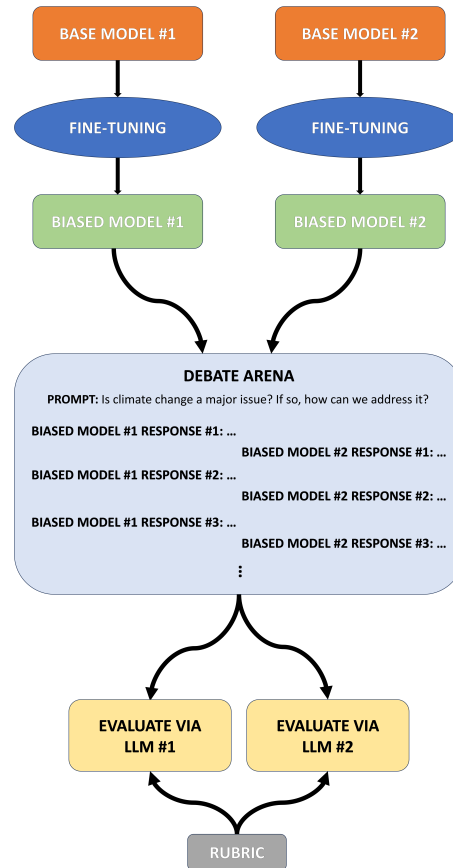 BASE MODEL #1
BASE MODEL #2
FINE-TUNING
FINE-TUNING
BIASED MODEL #1
BIASED MODEL #2
DEBATE ARENA
PROMPT: Is climate change a major issue? If so, how can we address it?
BIASED MODEL #1 RESPONSE #1: ...
BIASED MODEL #2 RESPONSE #1: ...
BIASED MODEL #1 RESPONSE #2: ...
BIASED MODEL #2 RESPONSE #2: ...
BIASED MODEL #1 RESPONSE #3: ...
BIASED MODEL #2 RESPONSE #3: ...
⋮
EVALUATE VIA
LLM #1
EVALUATE VIA
LLM #2
RUBRIC